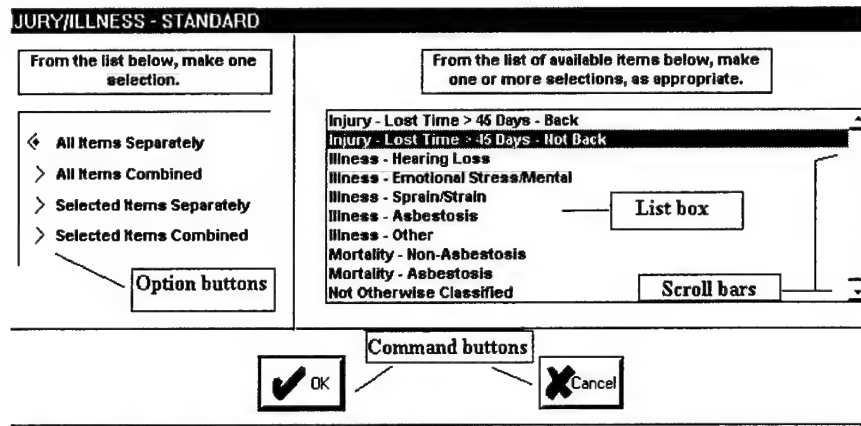 JURY/ILLNESS - STANDARD
From the list below, make one
selection.
All Items Separately
All Items Combined
Selected Items Separately
Selected Items Combined
Option buttons
From the list of available items below, make
one or more selections, as appropriate.
Injury - Lost Time > 45 Days - Back
Injury - Lost Time > 45 Days - Not Back
Illness - Hearing Loss
Illness - Emotional Stress/Mental
Illness - Sprain/Strain
Illness - Asbestosis
Illness - Other
Mortality - Non-Asbestosis
Mortality - Asbestosis
Not Otherwise Classified
List box
Scroll bars
Command buttons
OK
Cancel